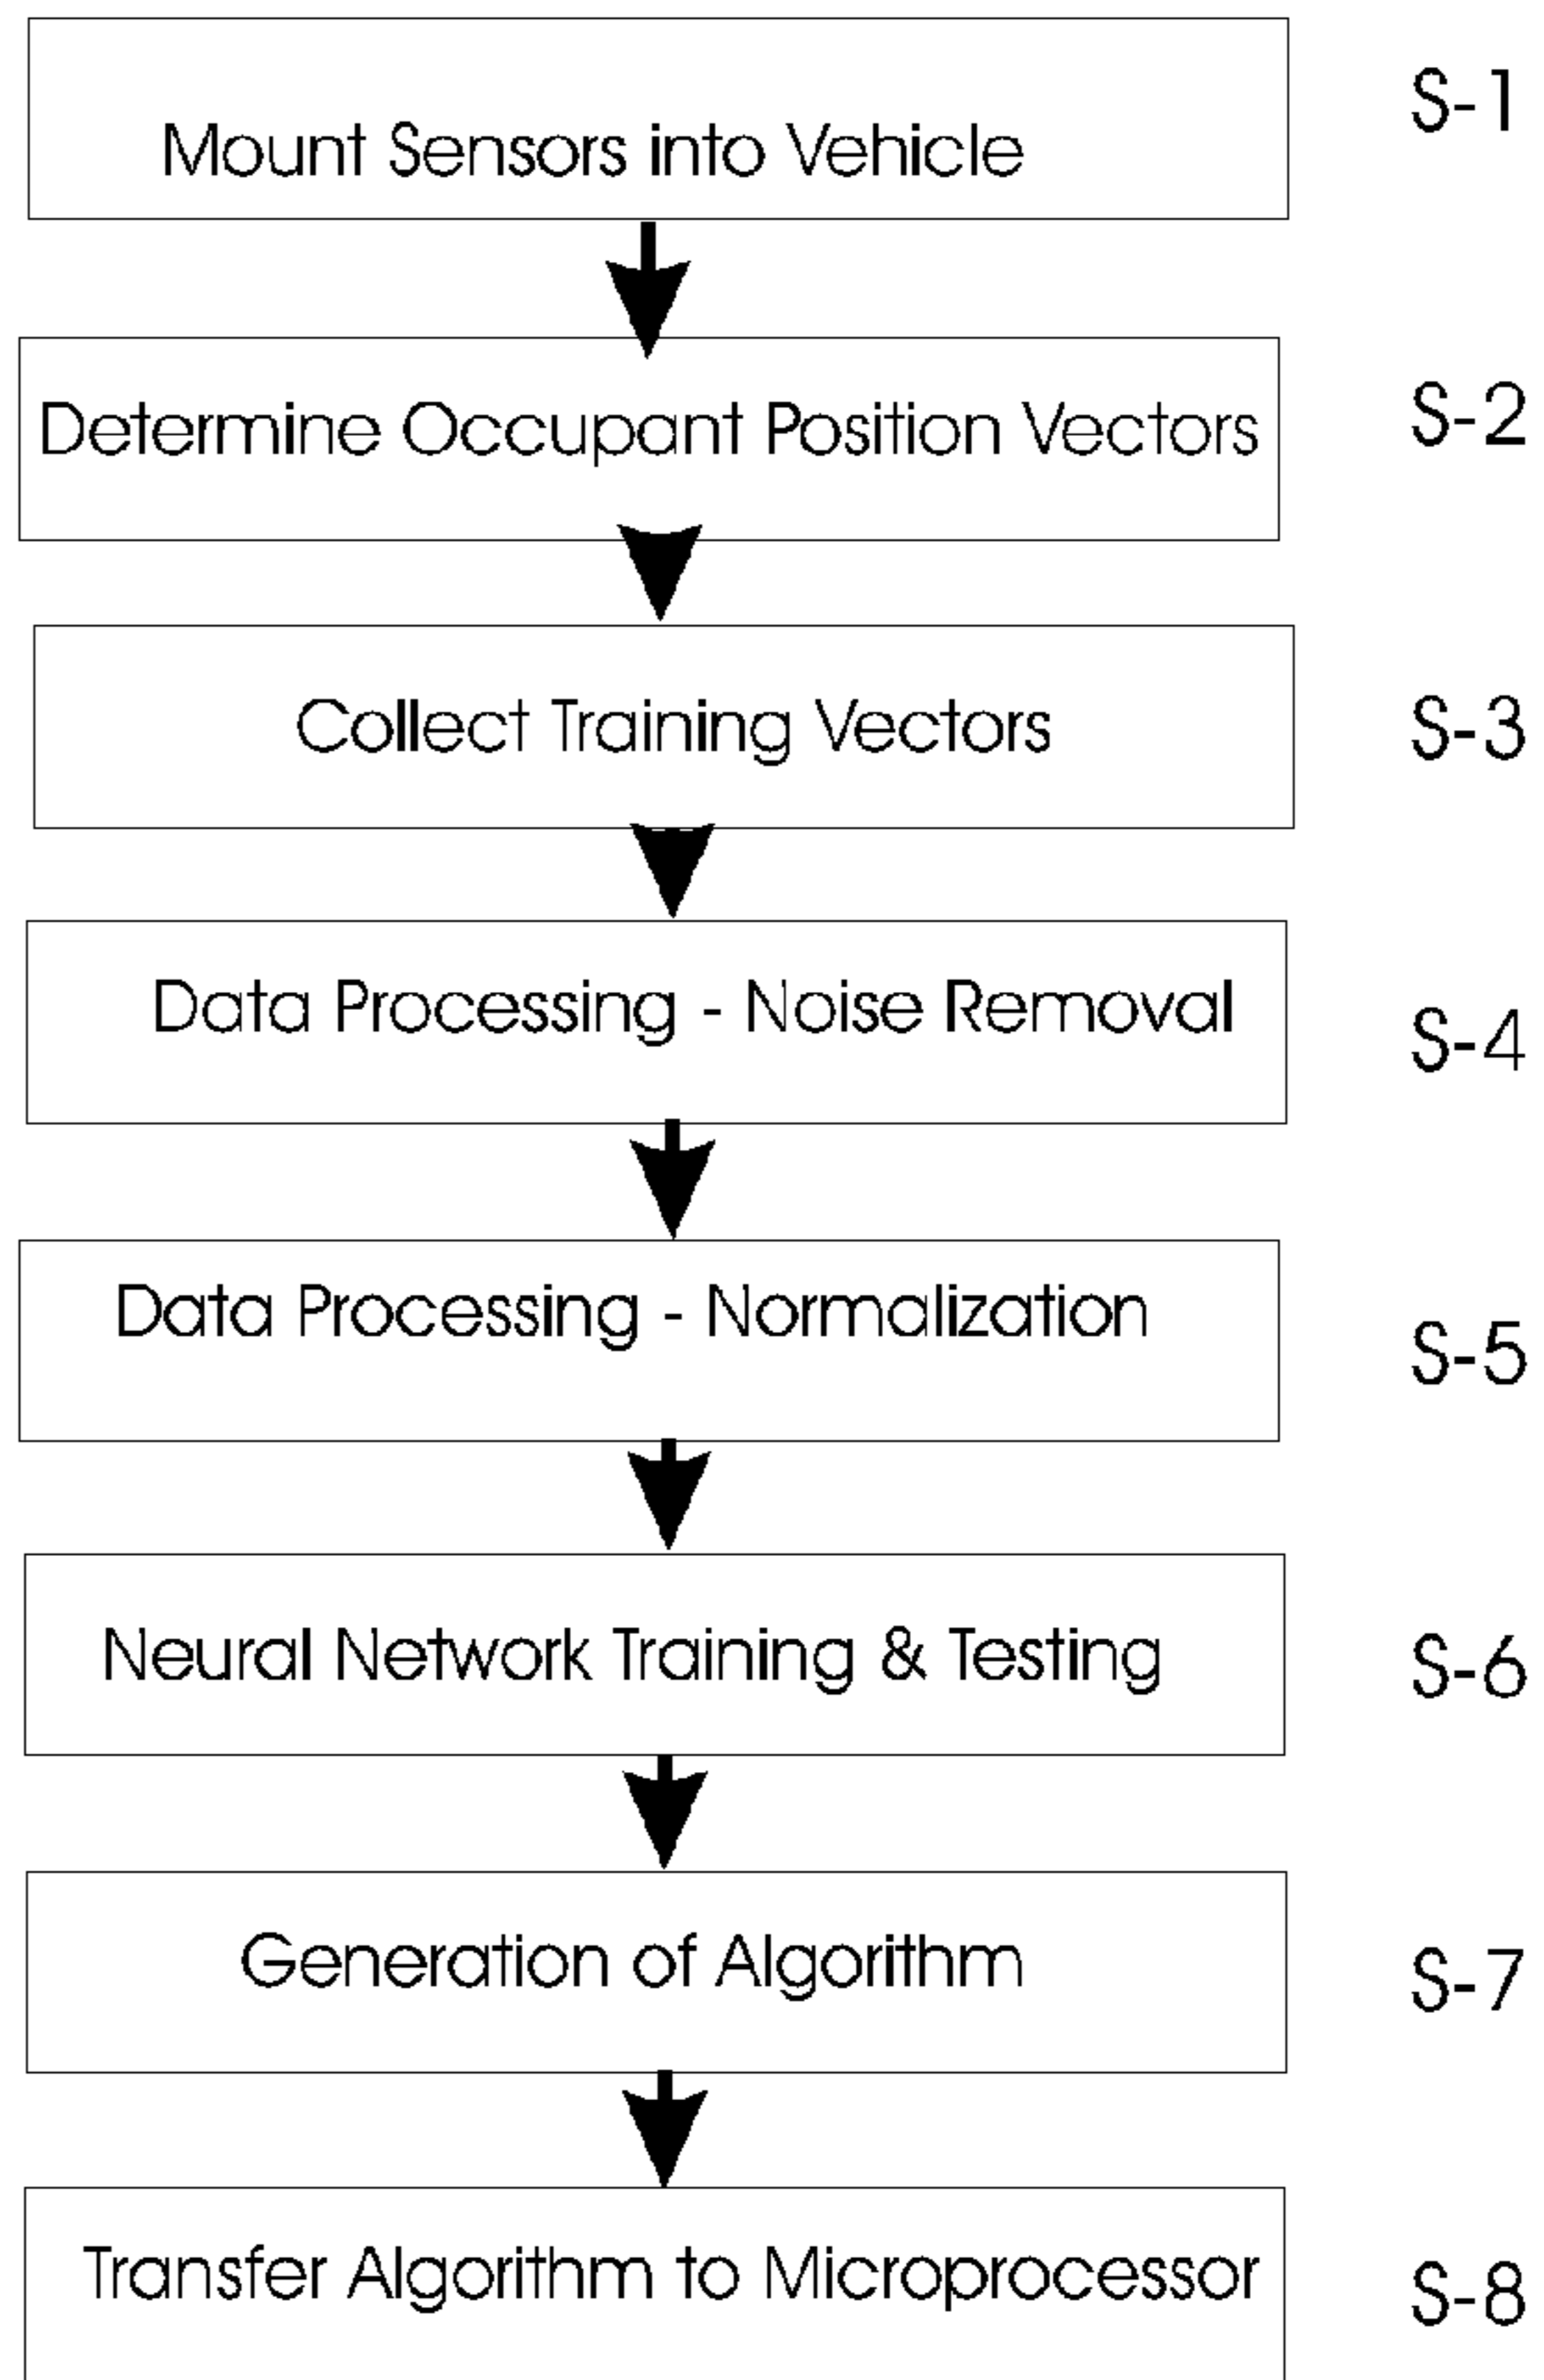 Mount Sensors into Vehicle
S-1
Determine Occupant Position Vectors
S-2
Collect Training Vectors
S-3
Data Processing - Noise Removal
S-4
Data Processing - Normalization
S-5
Neural Network Training & Testing
S-6
Generation of Algorithm
S-7
Transfer Algorithm to Microprocessor
S-8